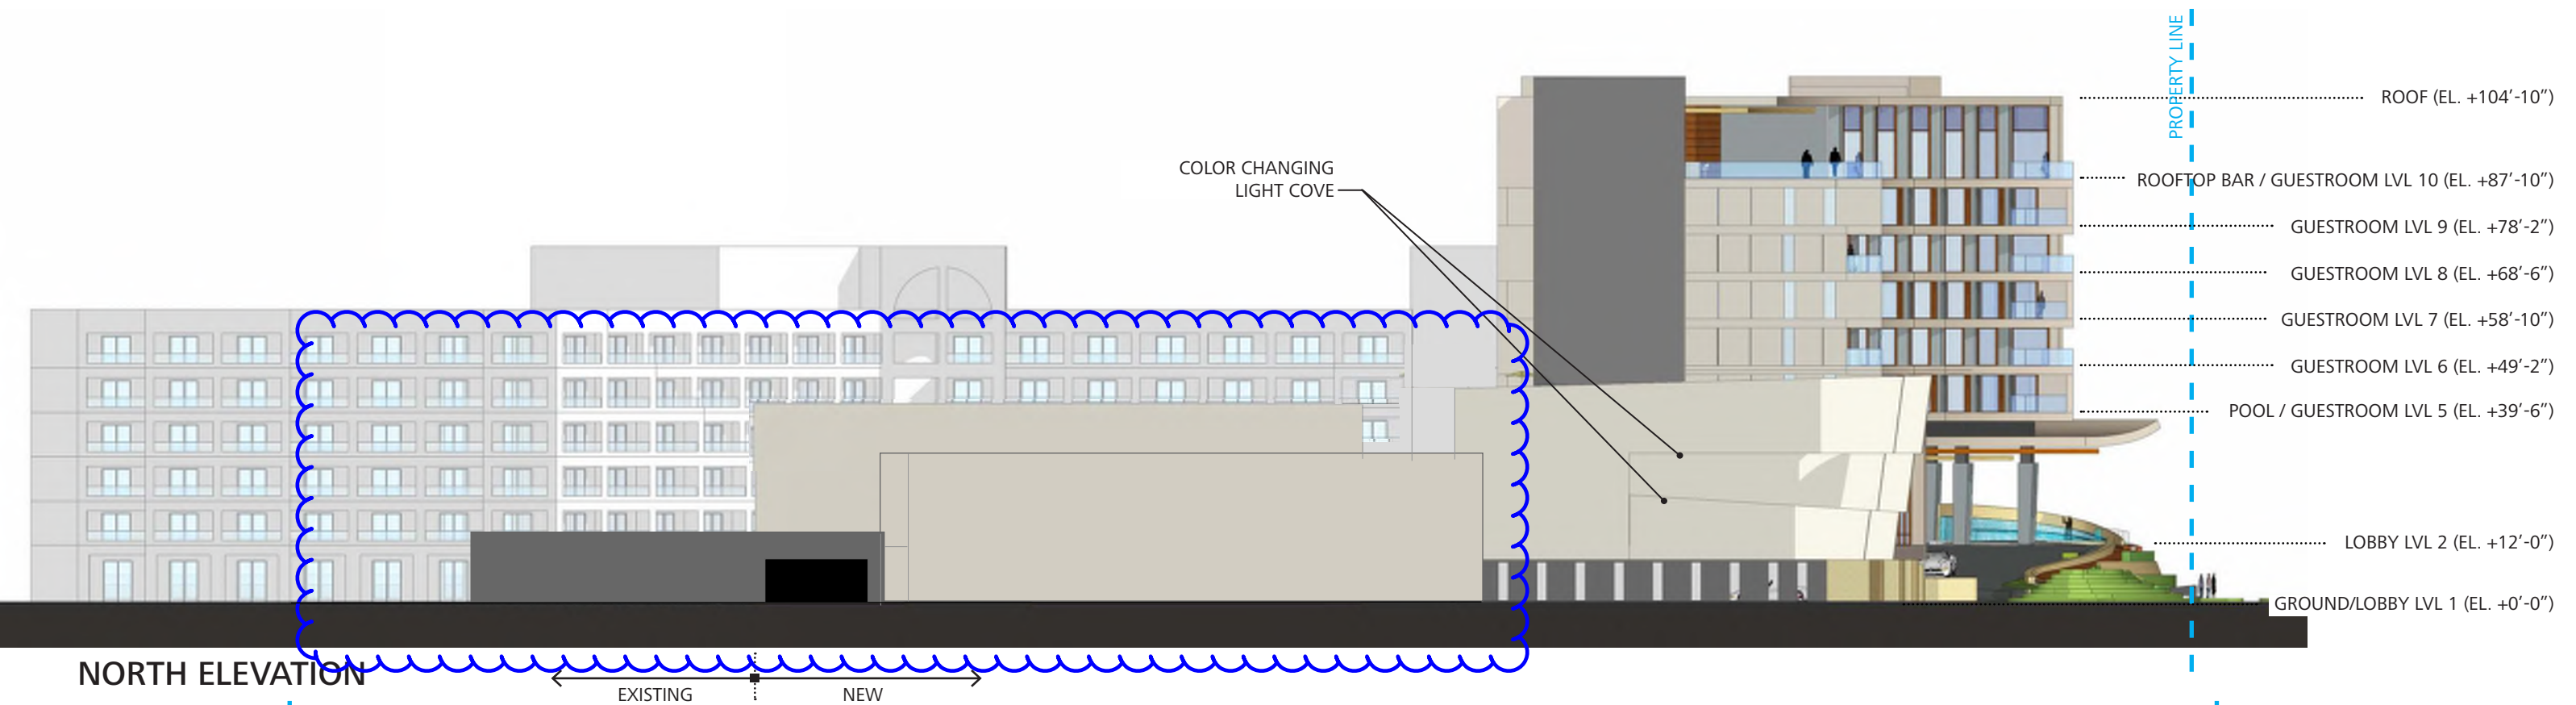 PROPERTY LINE
ROOF (EL. +104’-10”)
COLOR CHANGING
LIGHT COVE
ROOFTOP BAR / GUESTROOM LVL 10 (EL. +87’-10”)
GUESTROOM LVL 9 (EL. +78’-2”)
GUESTROOM LVL 8 (EL. +68’-6”)
GUESTROOM LVL 7 (EL. +58’-10”)
GUESTROOM LVL 6 (EL. +49’-2”)
POOL / GUESTROOM LVL 5 (EL. +39’-6”)
LOBBY LVL 2 (EL. +12’-0”)
GROUND/LOBBY LVL 1 (EL. +0’-0”)
NORTH ELEVATION
EXISTING
NEW